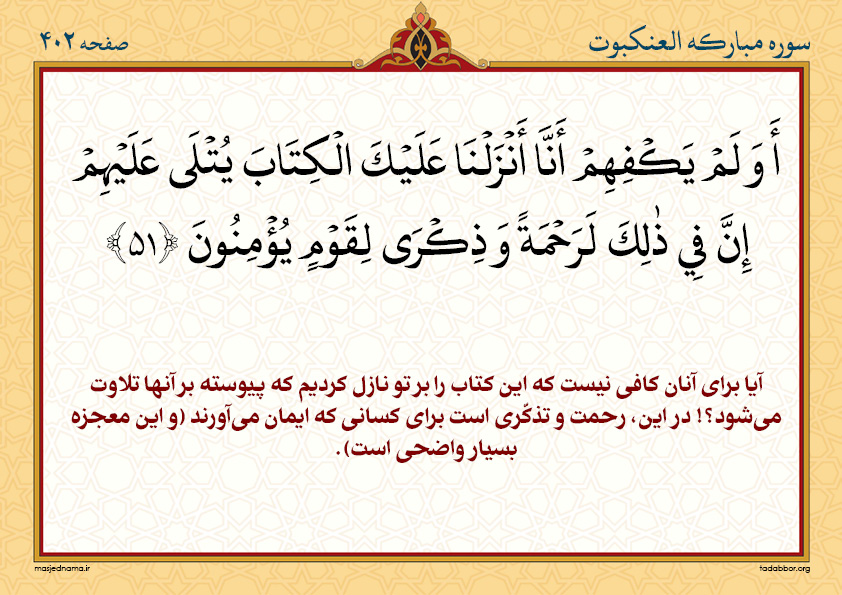 سوره مبارکه العنکبوت
صفحه ۴۰۲
أَ وَ لَمْ يَكْفِهِمْ أَنَّا أَنْزَلْنَا عَلَيْكَ الْكِتَابَ يُتْلَى عَلَيْهِمْ
إِنَّ فِي ذٰلِكَ لَرَحْمَةً وَ ذِكْرَى لِقَوْمٍ يُؤْمِنُونَ ﴿۵۱﴾
آیا برای آنان کافی نیست که این کتاب را بر تو نازل کردیم که پیوسته بر آنها تلاوت
می‌شود؟! در این، رحمت و تذکّری است برای کسانی که ایمان می‌آورند (و این معجزه
بسیار واضحی است).
masjednama.ir
tadabbor.org